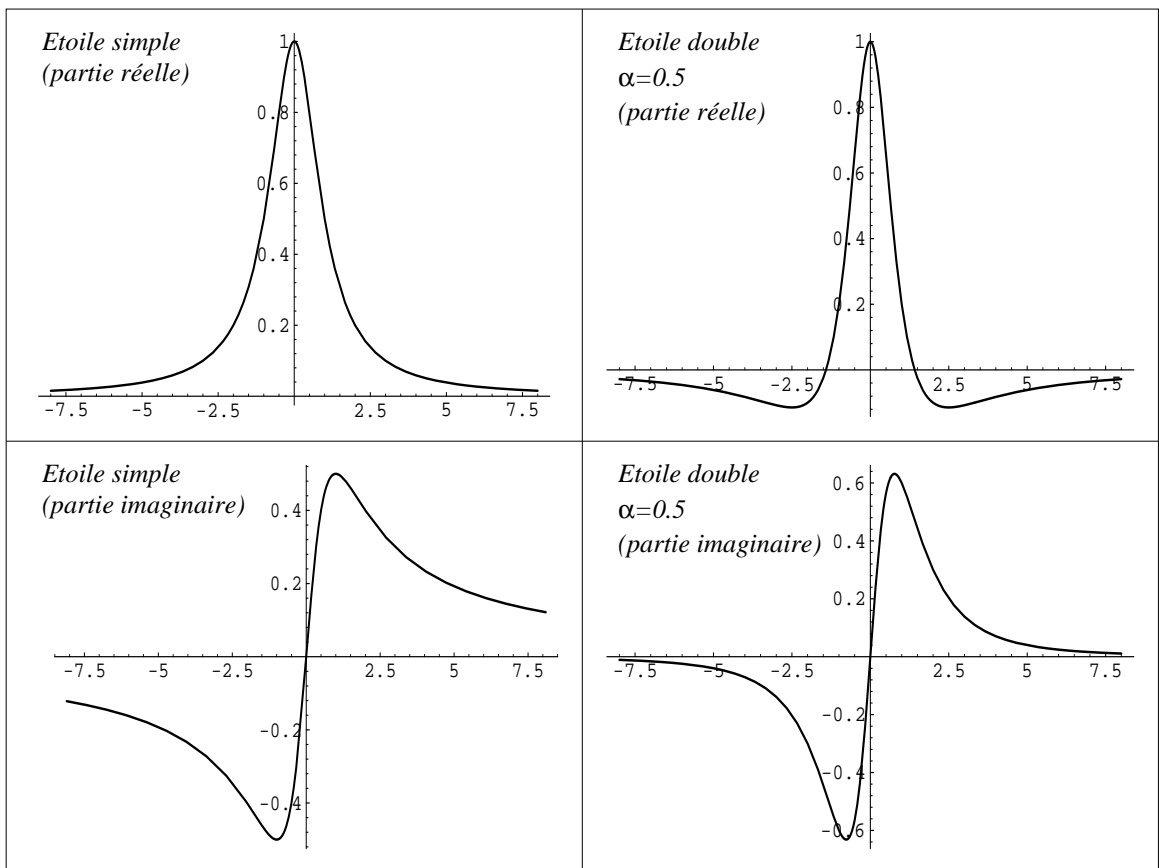 Etoile simple
(partie réelle)
1
0.8
0.6
0.4
0.2
-7.5 -5 -2.5 2.5 5 7.5
Etoile double
α=0.5
(partie réelle)
1
0.8
0.6
0.4
0.2
-7.5 -5 -2.5 2.5 5 7.5
Etoile simple
(partie imaginaire)
0.4
0.2
-7.5 -5 -2.5 2.5 5 7.5
-0.2
-0.4
Etoile double
α=0.5
(partie imaginaire)
0.6
0.4
0.2
-7.5 -5 -2.5 2.5 5 7.5
-0.2
-0.4
-0.6